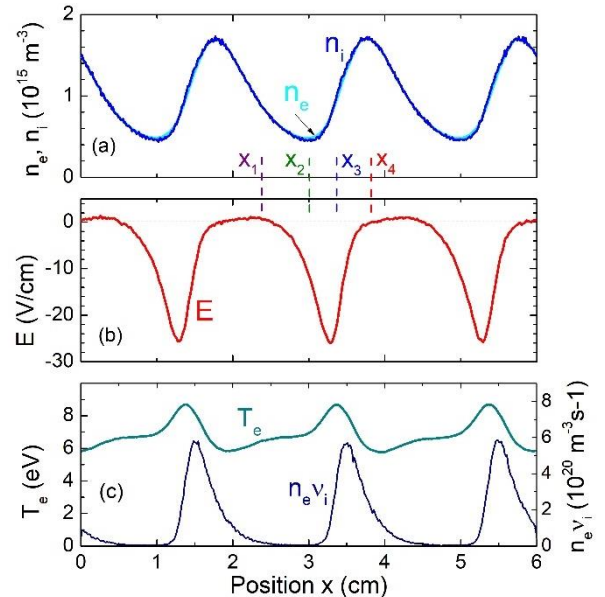 n_e, n_i (10^15 m^-3)
2
1
0
n_i
n_e
(a)
x_1 x_2 x_3 x_4
E (V/cm)
0
-10
-20
-30
E
(b)
T_e (eV)
8
6
4
2
0
T_e
n_e ν_i
(c)
8
6
4
2
0
n_e ν_i (10^20 m^-3 s-1)
0 1 2 3 4 5 6
Position x (cm)